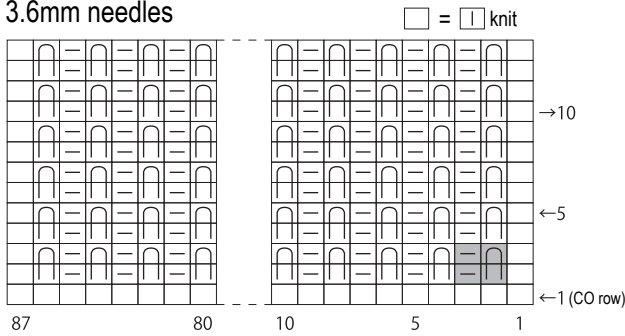 3.6mm needles
= knit
→10
←5
←1 (CO row)
87 80 10 5 1